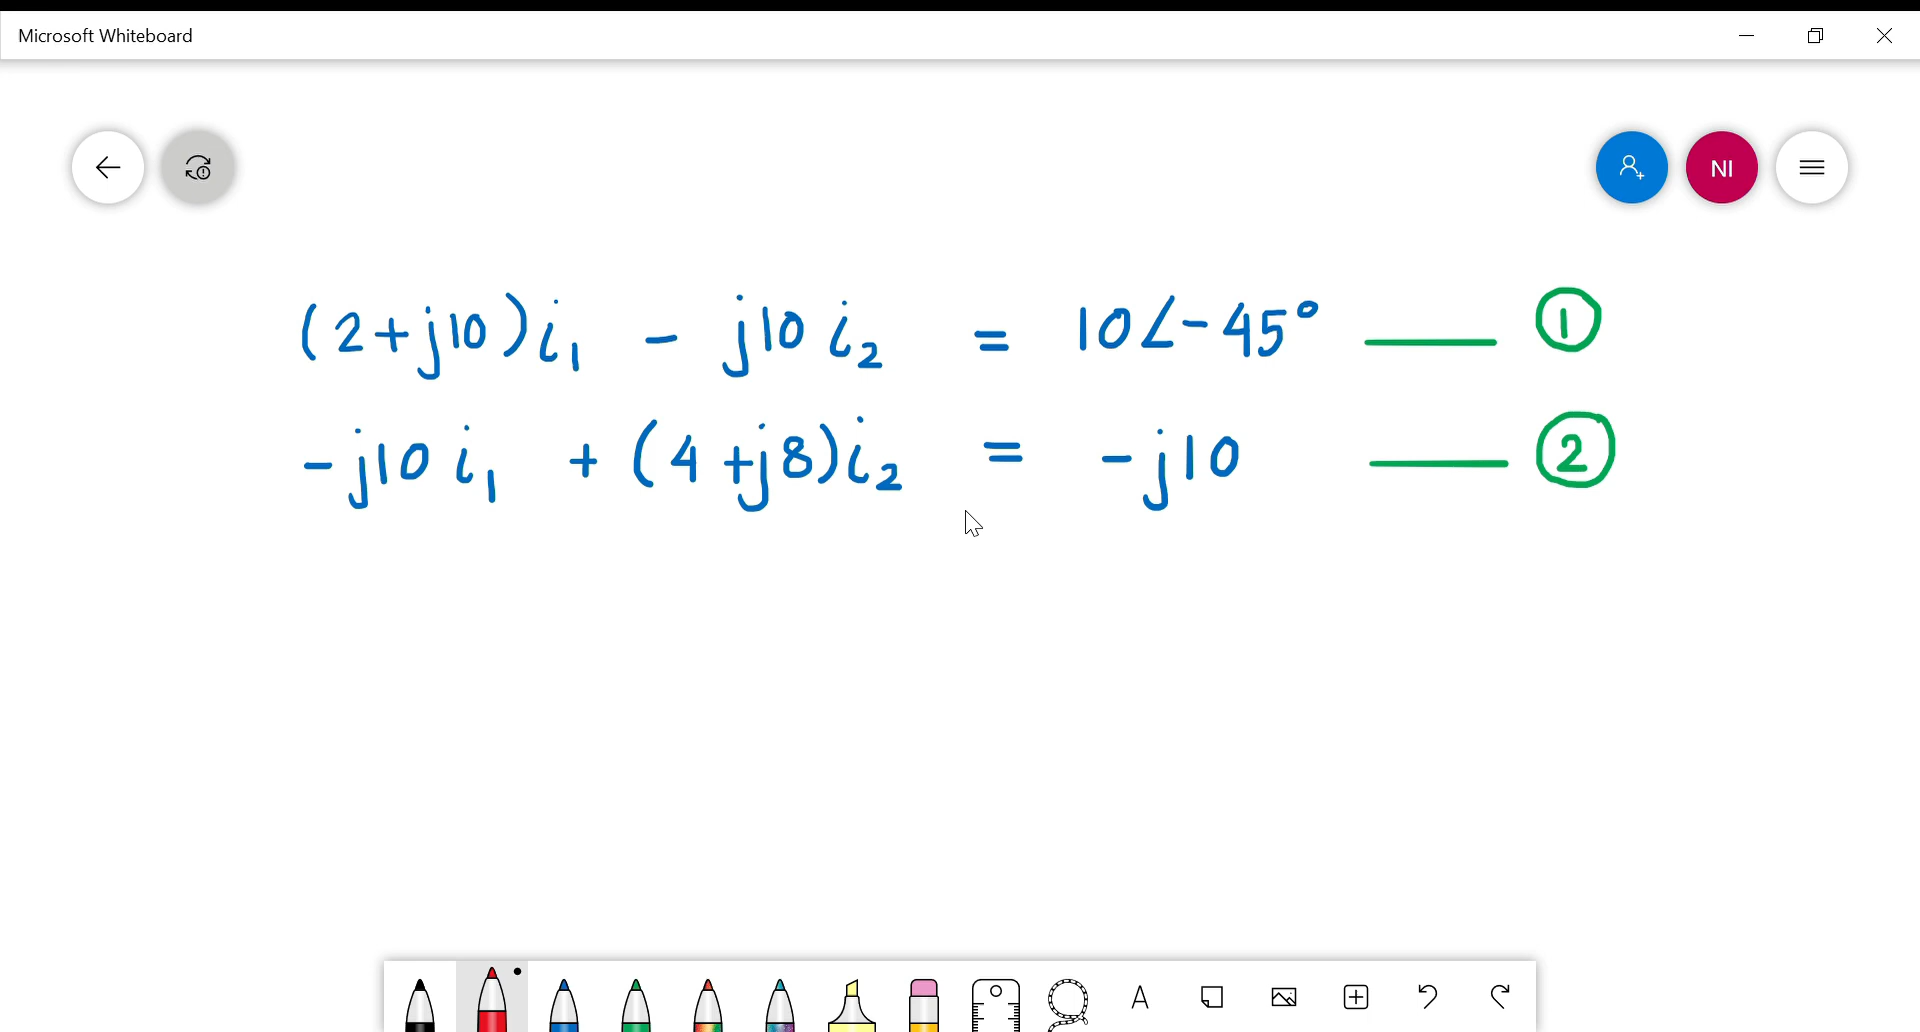 Microsoft Whiteboard
NI
(2+j10)i₁ - j10 i₂ = 10∠-45° —— ①
-j10 i₁ + (4+j8)i₂ = -j10 —— ②
A